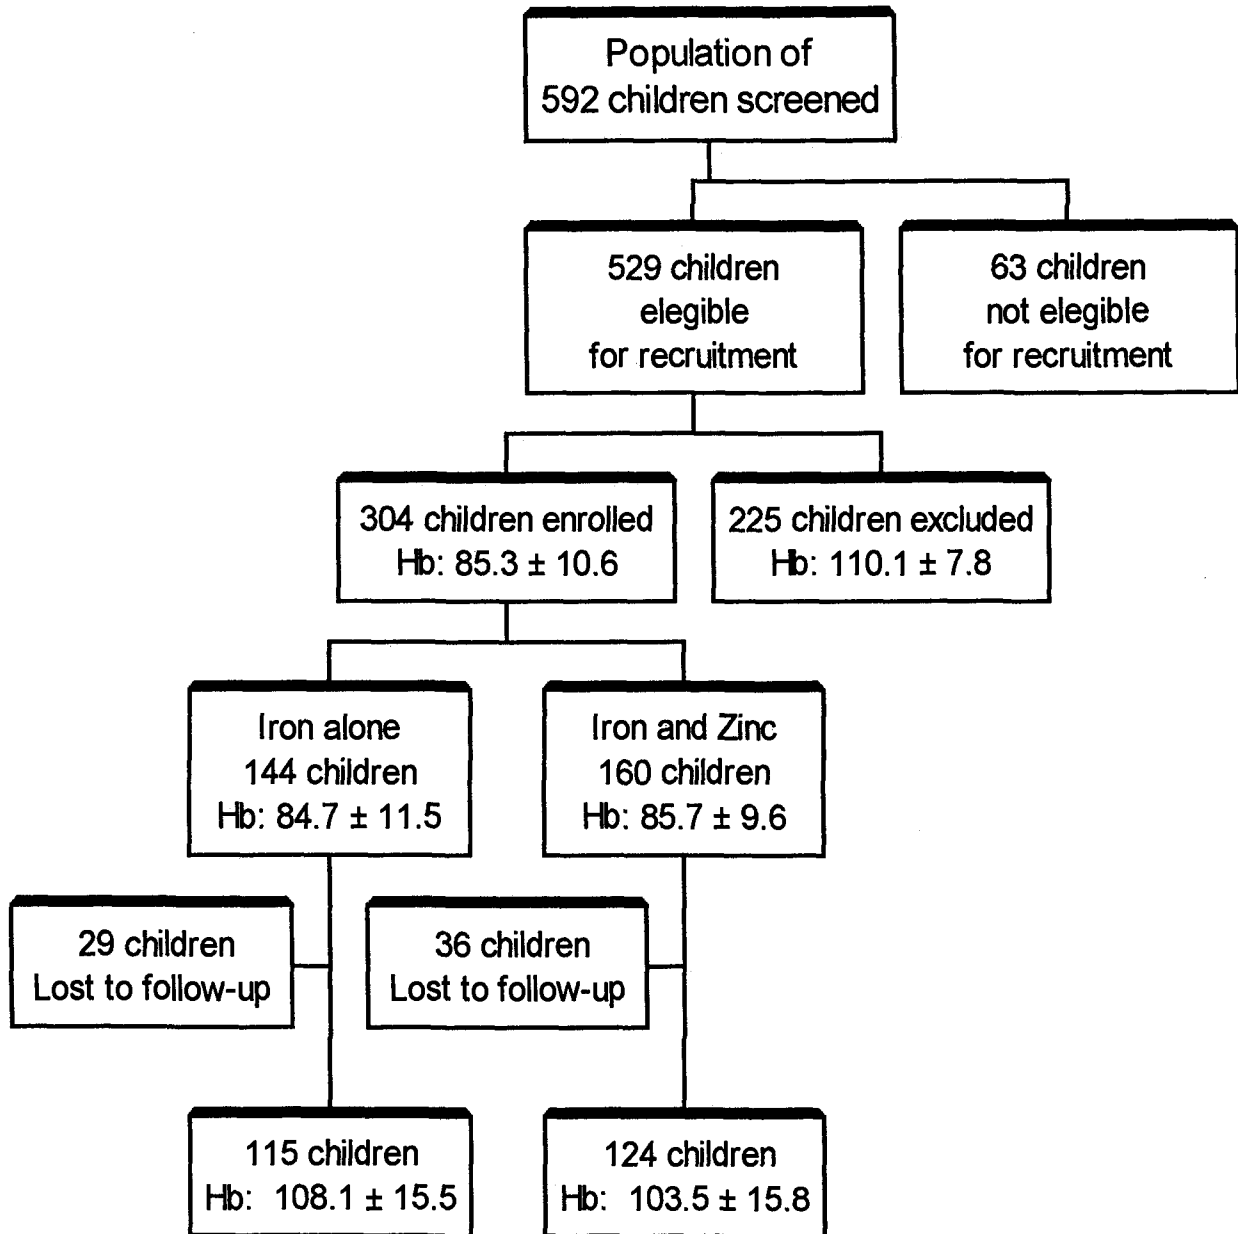 Population of
592 children screened
529 children
elegible
for recruitment
63 children
not elegible
for recruitment
304 children enrolled
Hb: 85.3 ± 10.6
225 children excluded
Hb: 110.1 ± 7.8
Iron alone
144 children
Hb: 84.7 ± 11.5
Iron and Zinc
160 children
Hb: 85.7 ± 9.6
29 children
Lost to follow-up
36 children
Lost to follow-up
115 children
Hb: 108.1 ± 15.5
124 children
Hb: 103.5 ± 15.8